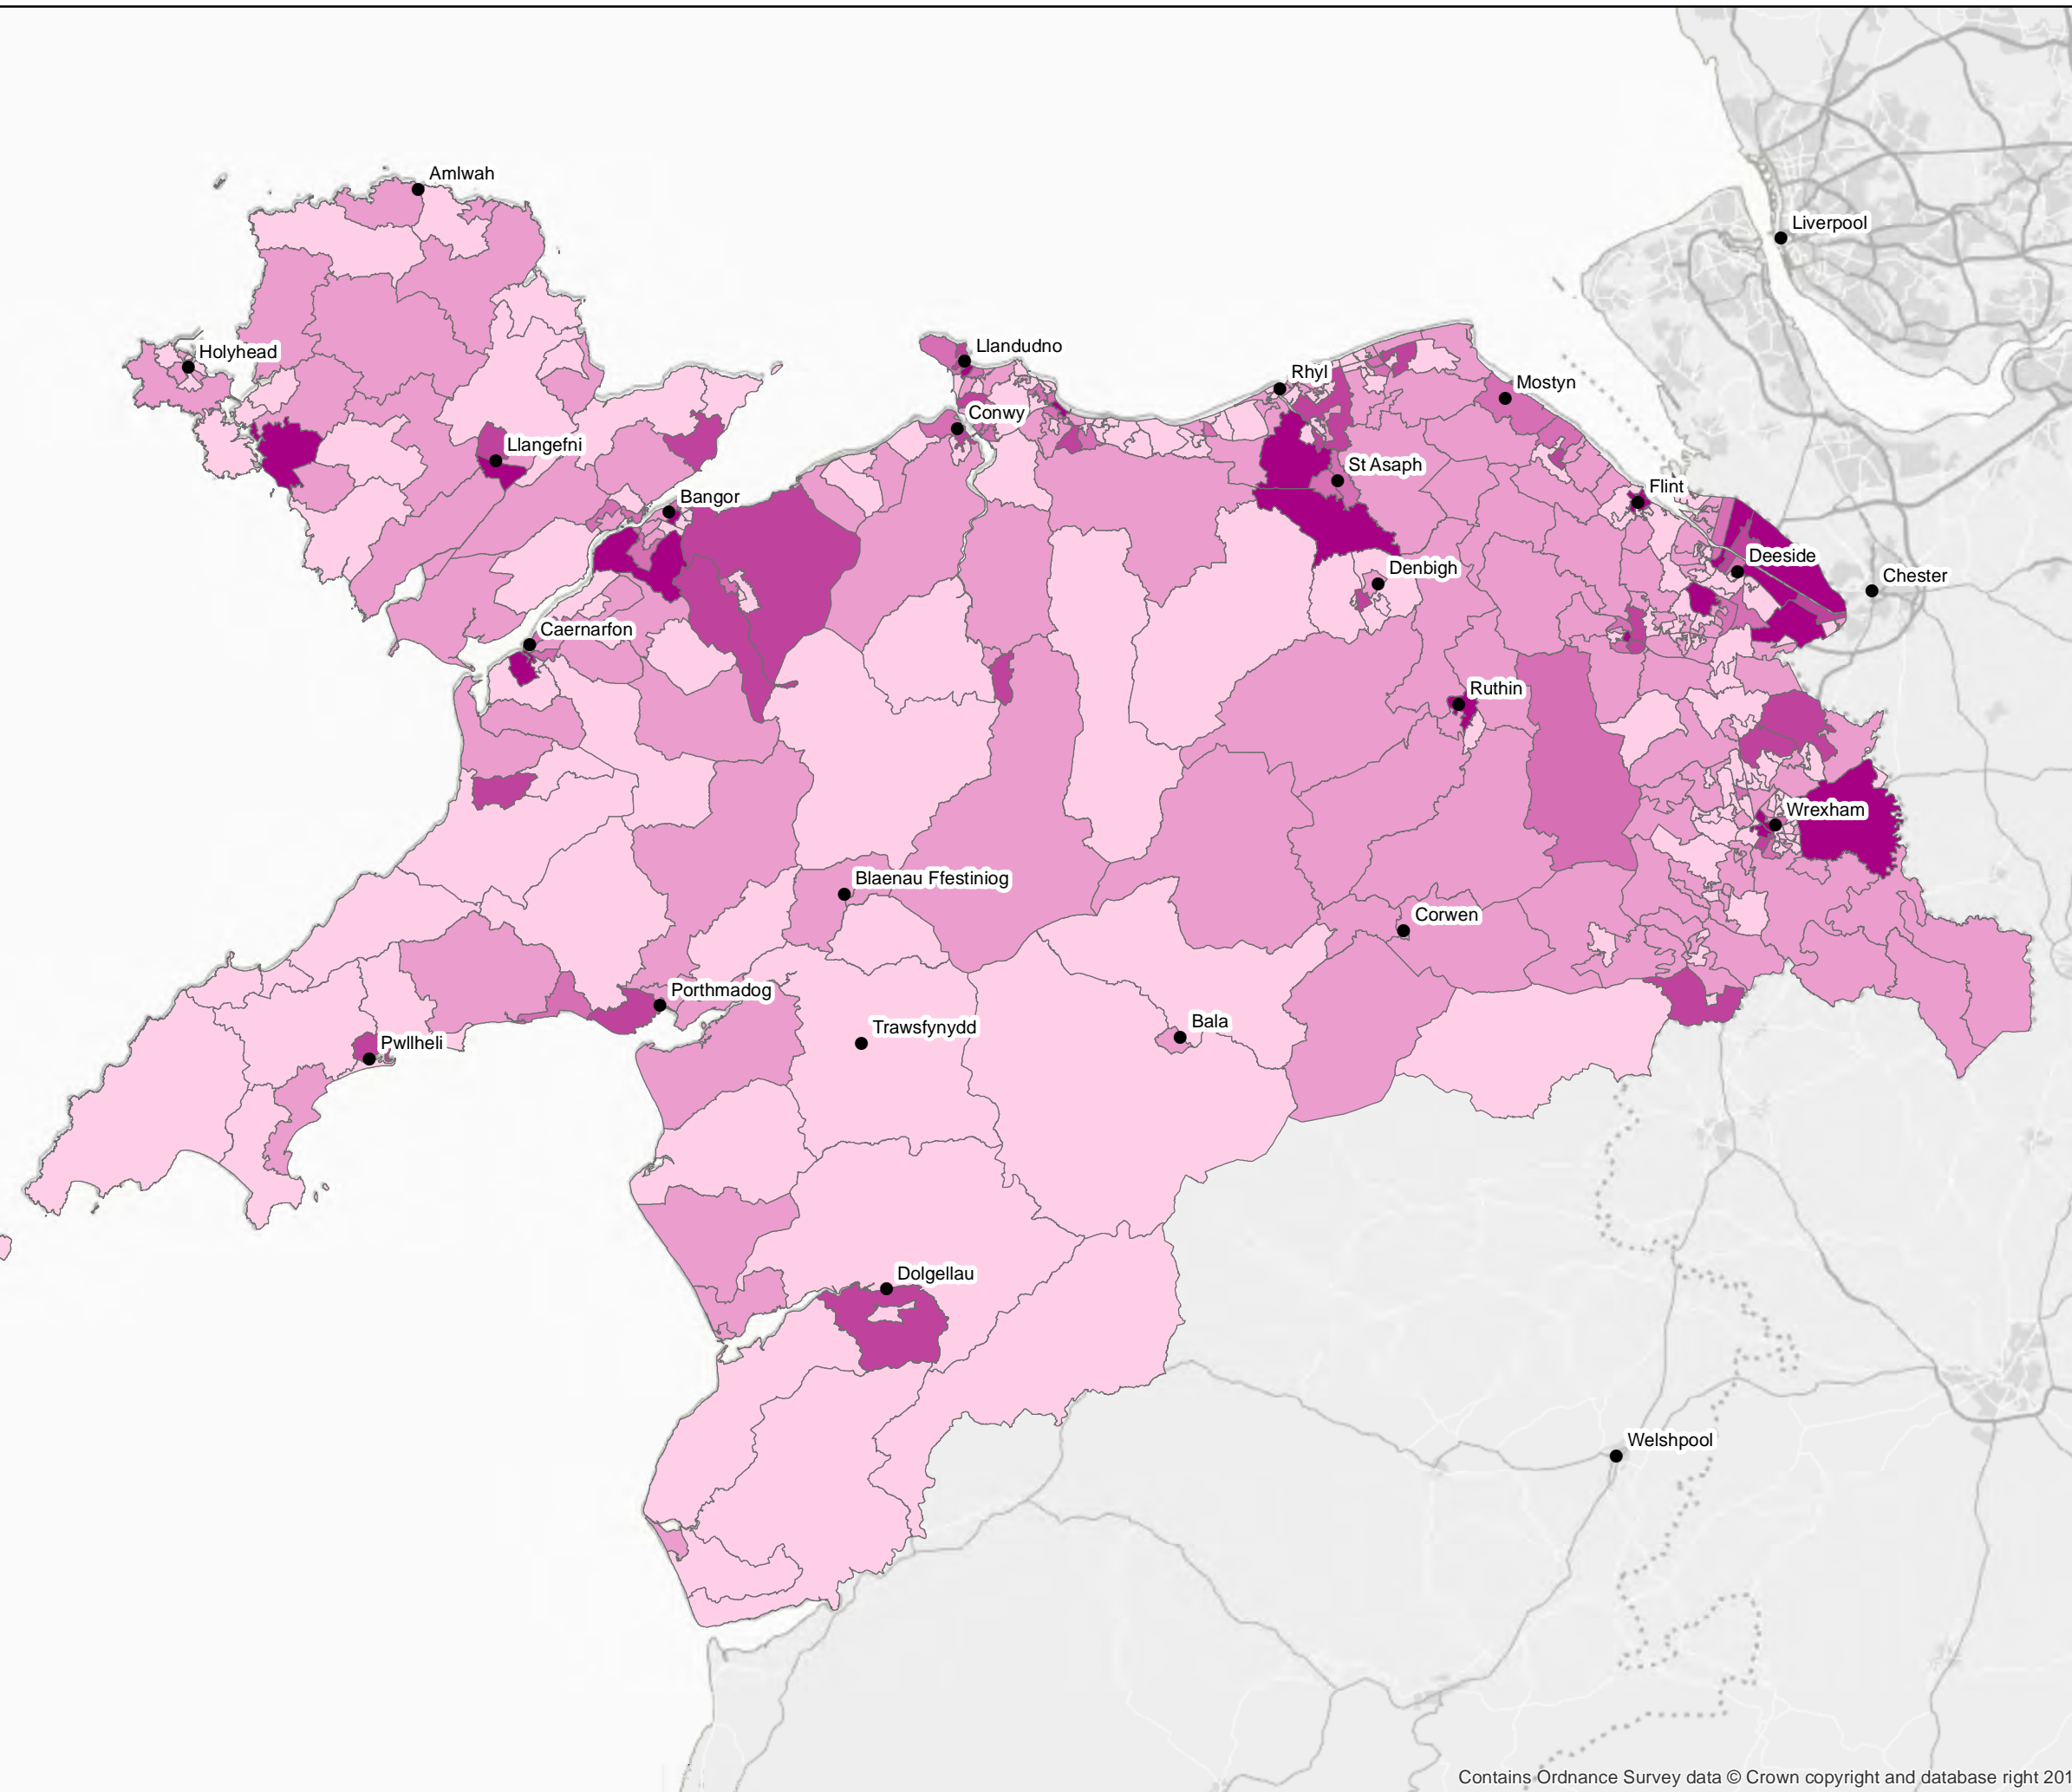 Amlwah
Liverpool
Holyhead
Llandudno
Rhyl
Mostyn
Conwy
Llangefni
St Asaph
Flint
Bangor
Deeside
Denbigh
Chester
Caernarfon
Ruthin
Wrexham
Blaenau Ffestiniog
Corwen
Porthmadog
Trawsfynydd
Bala
Pwllheli
Dolgellau
Welshpool
Contains Ordnance Survey data © Crown copyright and database right 201